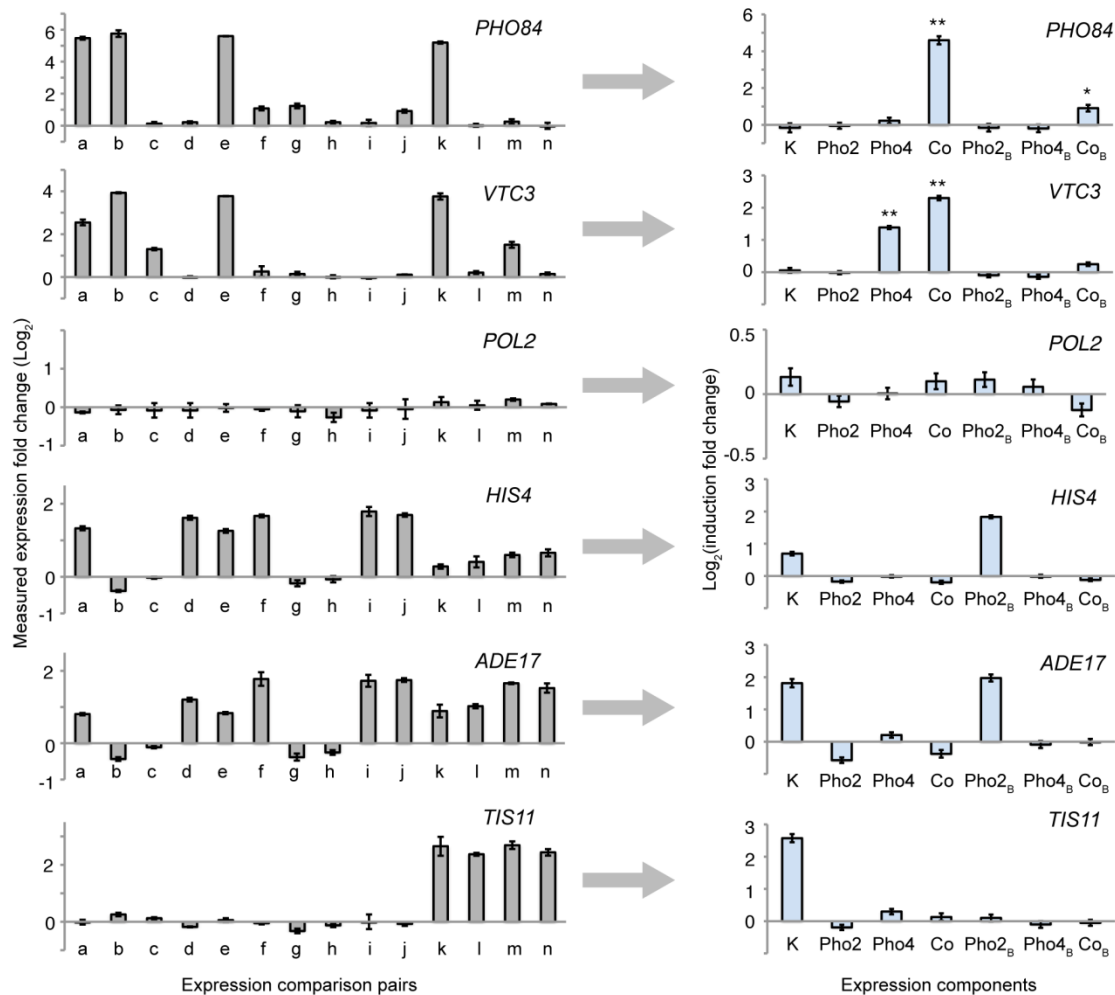 PHO84
6
4
2
0
a b c d e f g h i j k l m n
PHO84
6
4
2
0
**
*
K Pho2 Pho4 Co Pho2B Pho4B CoB
VTC3
4
2
0
a b c d e f g h i j k l m n
VTC3
3
2
1
0
** **
K Pho2 Pho4 Co Pho2B Pho4B CoB
POL2
2
1
0
-1
a b c d e f g h i j k l m n
POL2
0.5
0
-0.5
K Pho2 Pho4 Co Pho2B Pho4B CoB
HIS4
2
1
0
-1
a b c d e f g h i j k l m n
HIS4
3
2
1
0
K Pho2 Pho4 Co Pho2B Pho4B CoB
ADE17
2
1
0
-1
a b c d e f g h i j k l m n
ADE17
3
2
1
0
K Pho2 Pho4 Co Pho2B Pho4B CoB
TIS11
3
2
1
0
a b c d e f g h i j k l m n
TIS11
3
2
1
0
K Pho2 Pho4 Co Pho2B Pho4B CoB
Measured expression fold change (Log2)
Log2(induction fold change)
Expression comparison pairs
Expression components